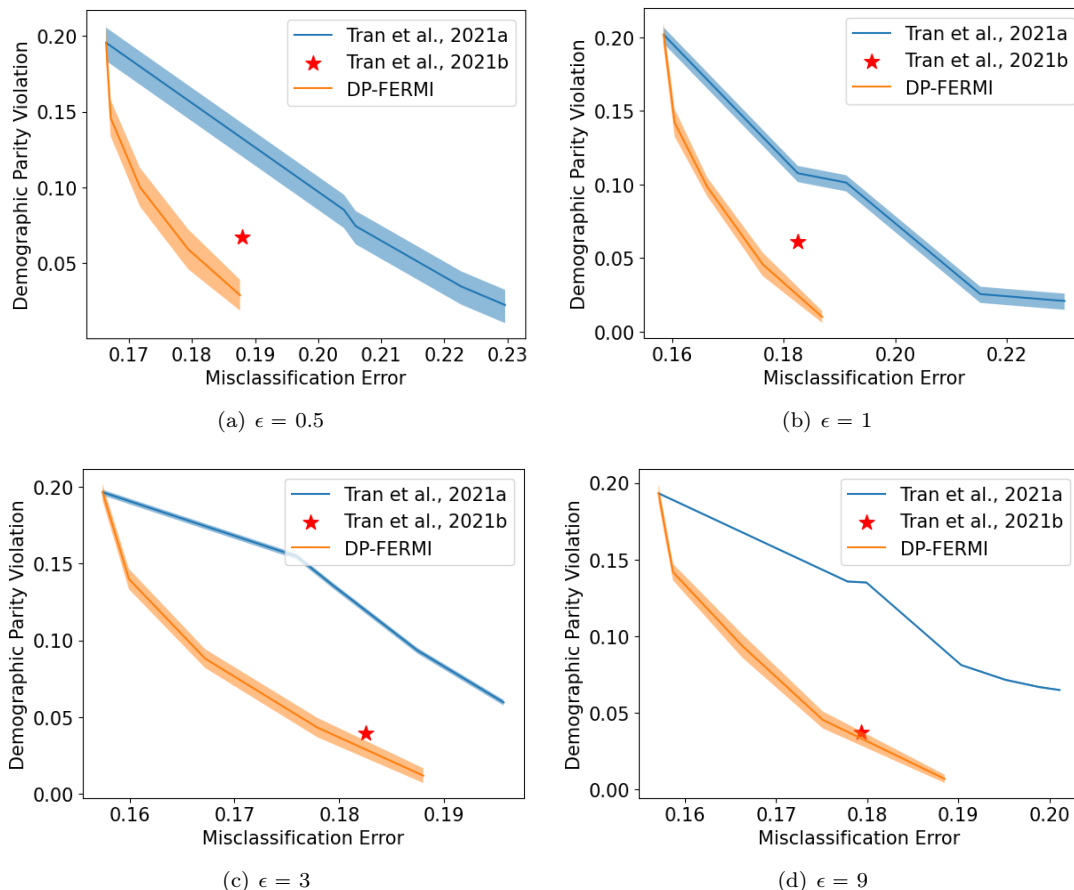 Demographic Parity Violation
0.20
0.15
0.10
0.05
Tran et al., 2021a
Tran et al., 2021b
DP-FERMI
0.17 0.18 0.19 0.20 0.21 0.22 0.23
Misclassification Error
(a) ϵ = 0.5
Demographic Parity Violation
0.20
0.15
0.10
0.05
0.00
Tran et al., 2021a
Tran et al., 2021b
DP-FERMI
0.16 0.18 0.20 0.22
Misclassification Error
(b) ϵ = 1
Demographic Parity Violation
0.20
0.15
0.10
0.05
0.00
Tran et al., 2021a
Tran et al., 2021b
DP-FERMI
0.16 0.17 0.18 0.19
Misclassification Error
(c) ϵ = 3
Demographic Parity Violation
0.20
0.15
0.10
0.05
0.00
Tran et al., 2021a
Tran et al., 2021b
DP-FERMI
0.16 0.17 0.18 0.19 0.20
Misclassification Error
(d) ϵ = 9